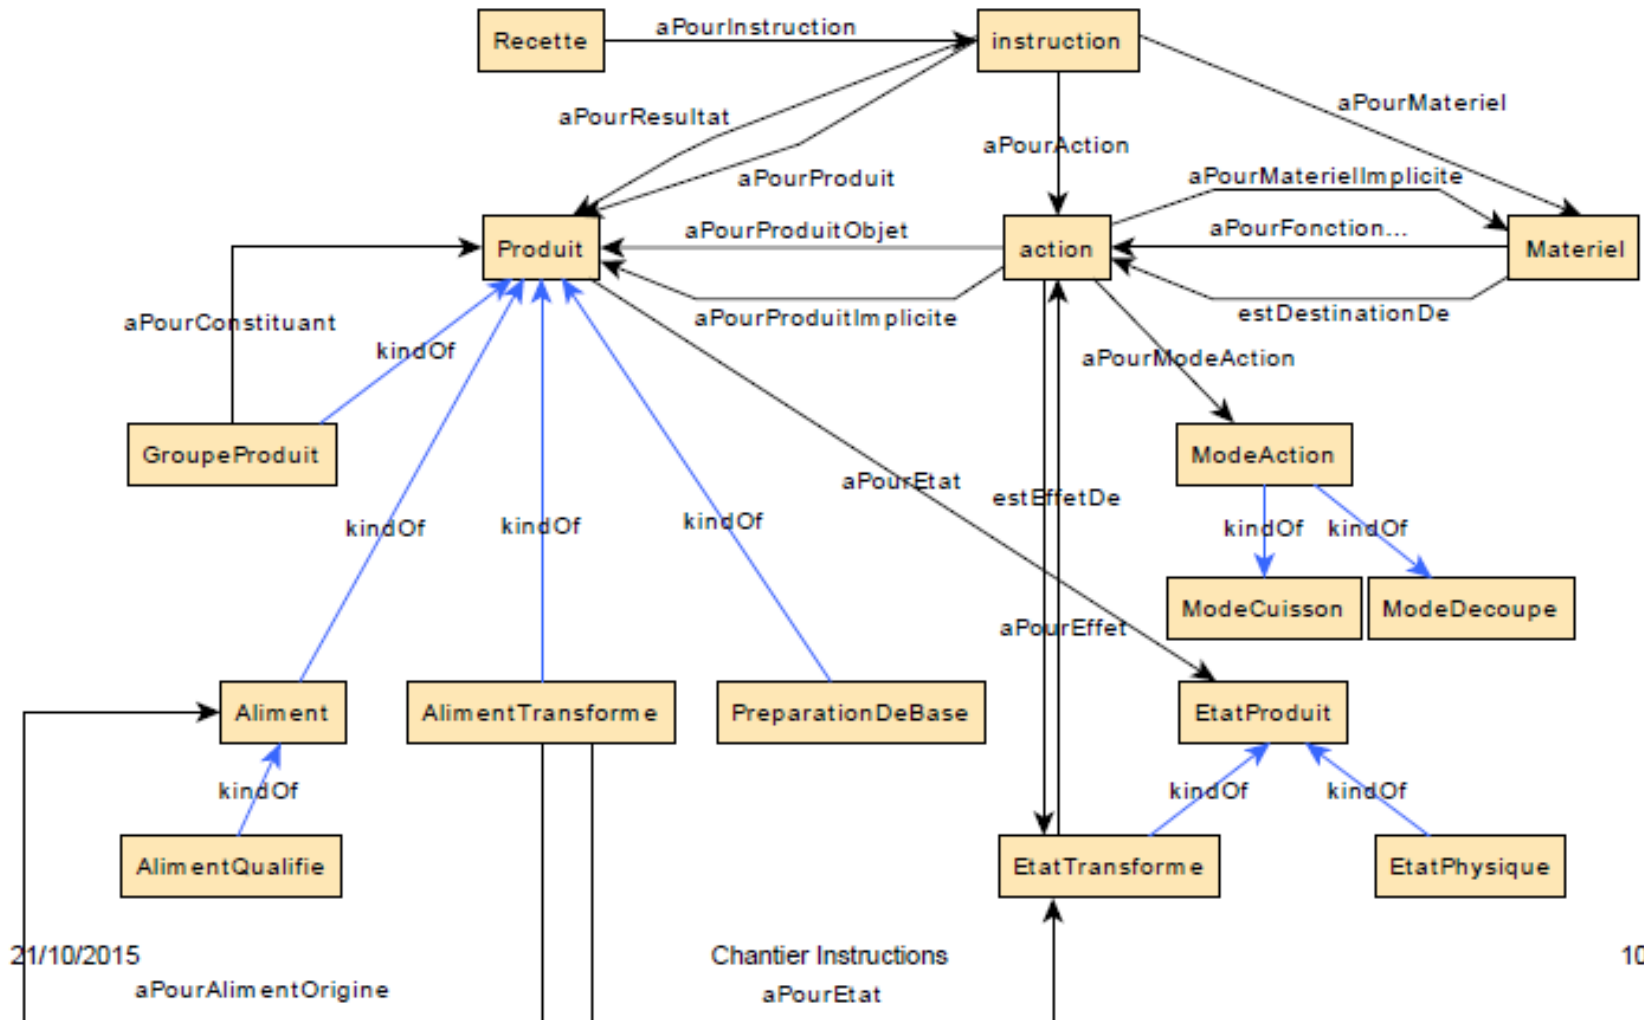 aPourInstruction
Recette
instruction
aPourMateriel
aPourResultat
aPourAction
aPourProduit
aPourMaterielImplicite
aPourProduitObjet
aPourFonction...
Produit
action
Materiel
aPourConstituant
aPourProduitImplicite
estDestinationDe
kindOf
aPourModeAction
GroupeProduit
ModeAction
aPourEtat
estEffetDe
kindOf
kindOf
kindOf
kindOf
kindOf
ModeCuisson
ModeDecoupe
aPourEffet
Aliment
AlimentTransforme
PreparationDeBase
EtatProduit
kindOf
kindOf
kindOf
AlimentQualifie
EtatTransforme
EtatPhysique
21/10/2015
Chantier Instructions
10
aPourAlimentOrigine
aPourEtat